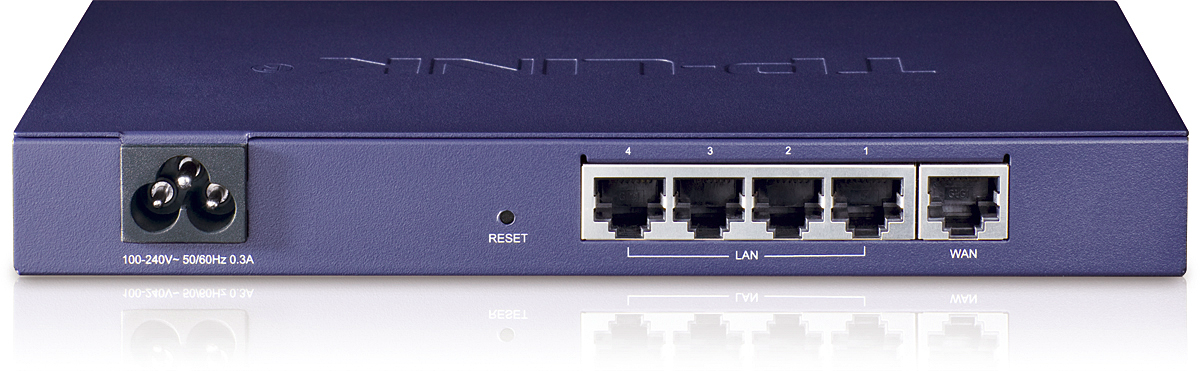 TP-LINK
4 3 2 1
RESET
LAN
WAN
100-240V~ 50/60Hz 0.3A